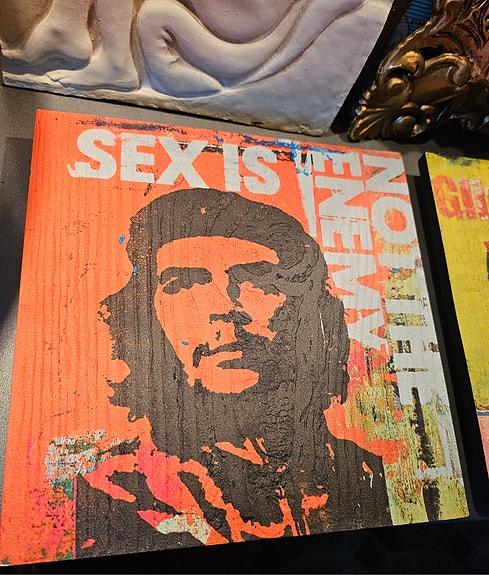 SEX IS
NOT THE
ENEMY